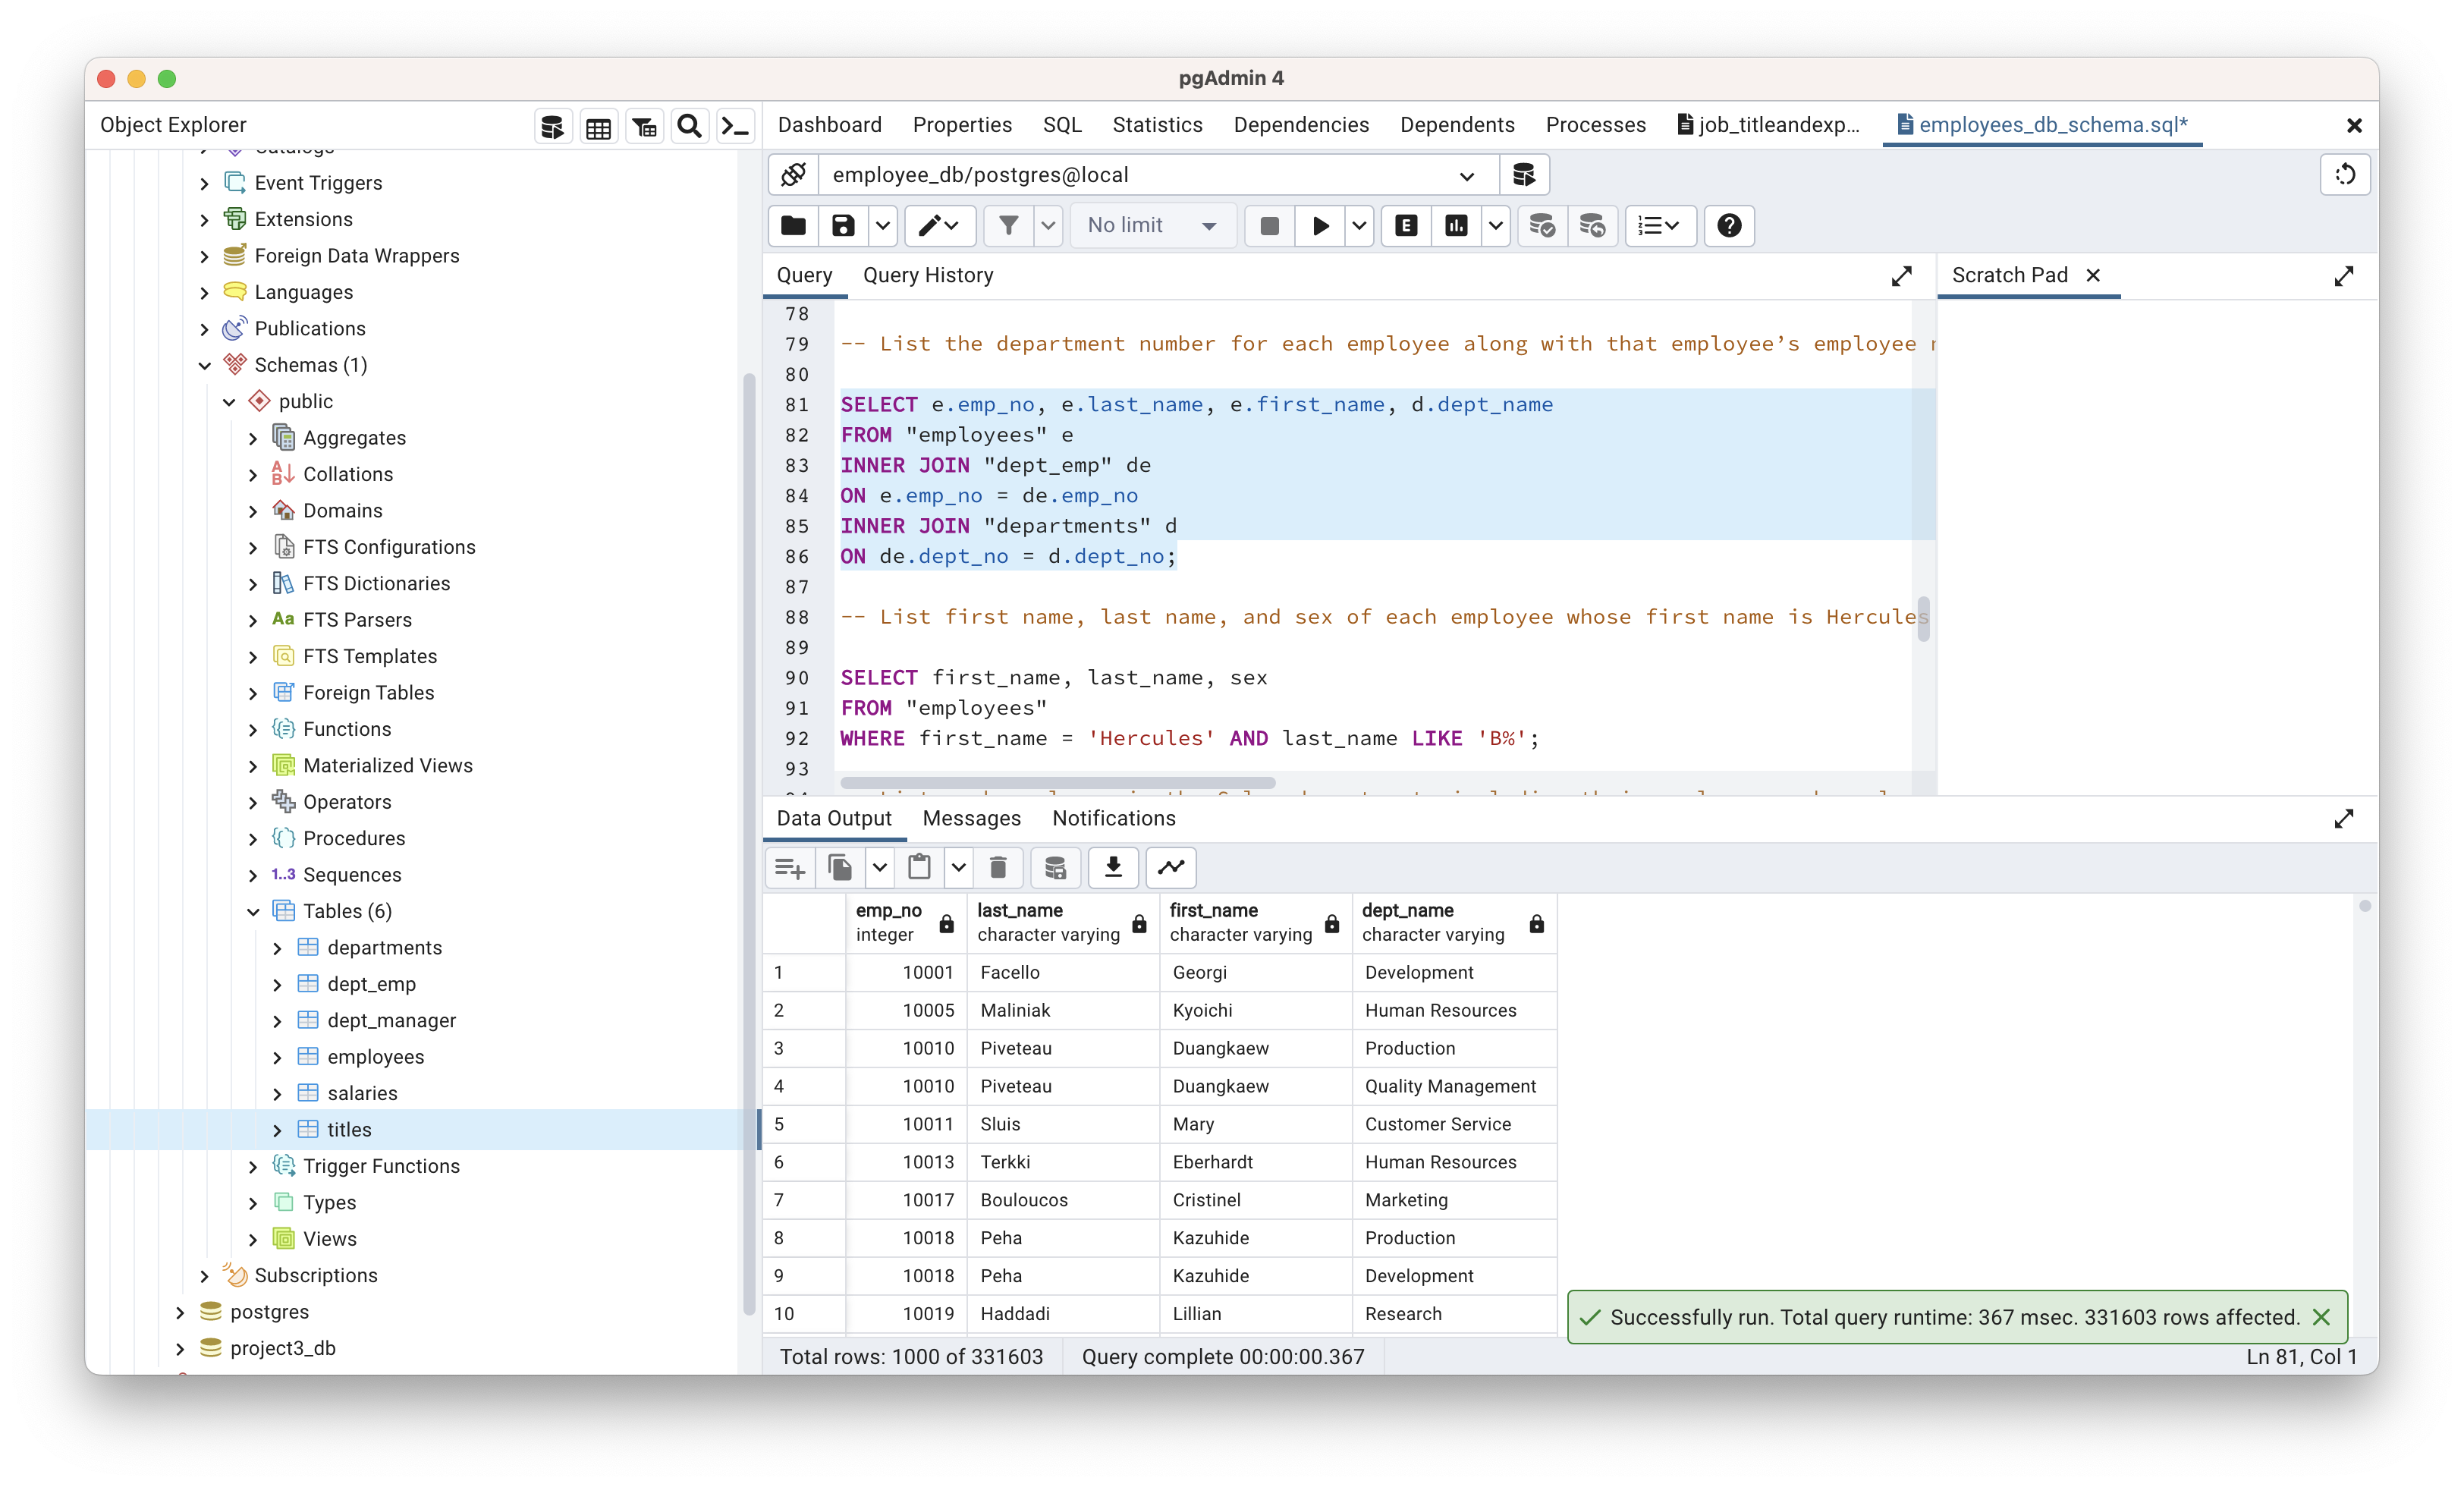 pgAdmin 4
Object Explorer
Dashboard Properties SQL Statistics Dependencies Dependents Processes job_titleandexp... employees_db_schema.sql*
Catalogs
Event Triggers
Extensions
Foreign Data Wrappers
Languages
Publications
Schemas (1)
public
Aggregates
Collations
Domains
FTS Configurations
FTS Dictionaries
Aa FTS Parsers
FTS Templates
Foreign Tables
Functions
Materialized Views
Operators
Procedures
1..3 Sequences
Tables (6)
departments
dept_emp
dept_manager
employees
salaries
titles
Trigger Functions
Types
Views
Subscriptions
postgres
project3_db
employee_db/postgres@local
No limit
E
Query Query History
Scratch Pad
78
79 -- List the department number for each employee along with that employee’s employee
80
81 SELECT e.emp_no, e.last_name, e.first_name, d.dept_name
82 FROM "employees" e
83 INNER JOIN "dept_emp" de
84 ON e.emp_no = de.emp_no
85 INNER JOIN "departments" d
86 ON de.dept_no = d.dept_no;
87
88 -- List first name, last name, and sex of each employee whose first name is Hercules
89
90 SELECT first_name, last_name, sex
91 FROM "employees"
92 WHERE first_name = 'Hercules' AND last_name LIKE 'B%';
93
Data Output Messages Notifications
emp_no last_name first_name dept_name
integer character varying character varying character varying
1 10001 Facello Georgi Development
2 10005 Maliniak Kyoichi Human Resources
3 10010 Piveteau Duangkaew Production
4 10010 Piveteau Duangkaew Quality Management
5 10011 Sluis Mary Customer Service
6 10013 Terkki Eberhardt Human Resources
7 10017 Bouloucos Cristinel Marketing
8 10018 Peha Kazuhide Production
9 10018 Peha Kazuhide Development
10 10019 Haddadi Lillian Research
Successfully run. Total query runtime: 367 msec. 331603 rows affected.
Total rows: 1000 of 331603 Query complete 00:00:00.367 Ln 81, Col 1